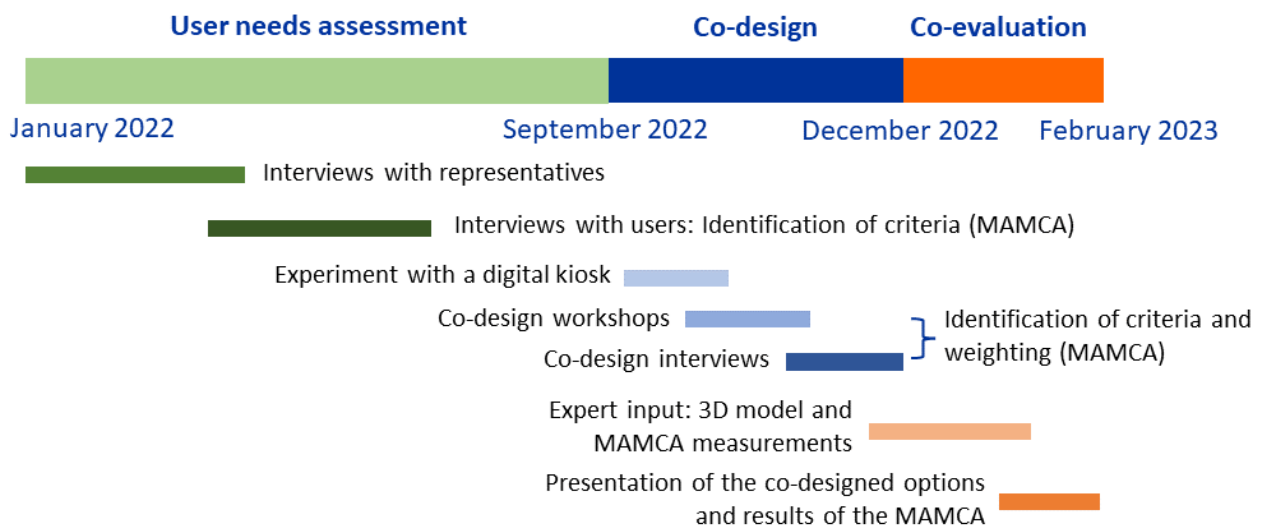 User needs assessment
Co-design
Co-evaluation
January 2022
September 2022
December 2022
February 2023
Interviews with representatives
Interviews with users: Identification of criteria (MAMCA)
Experiment with a digital kiosk
Co-design workshops
Co-design interviews
Identification of criteria and
weighting (MAMCA)
Expert input: 3D model and
MAMCA measurements
Presentation of the co-designed options
and results of the MAMCA